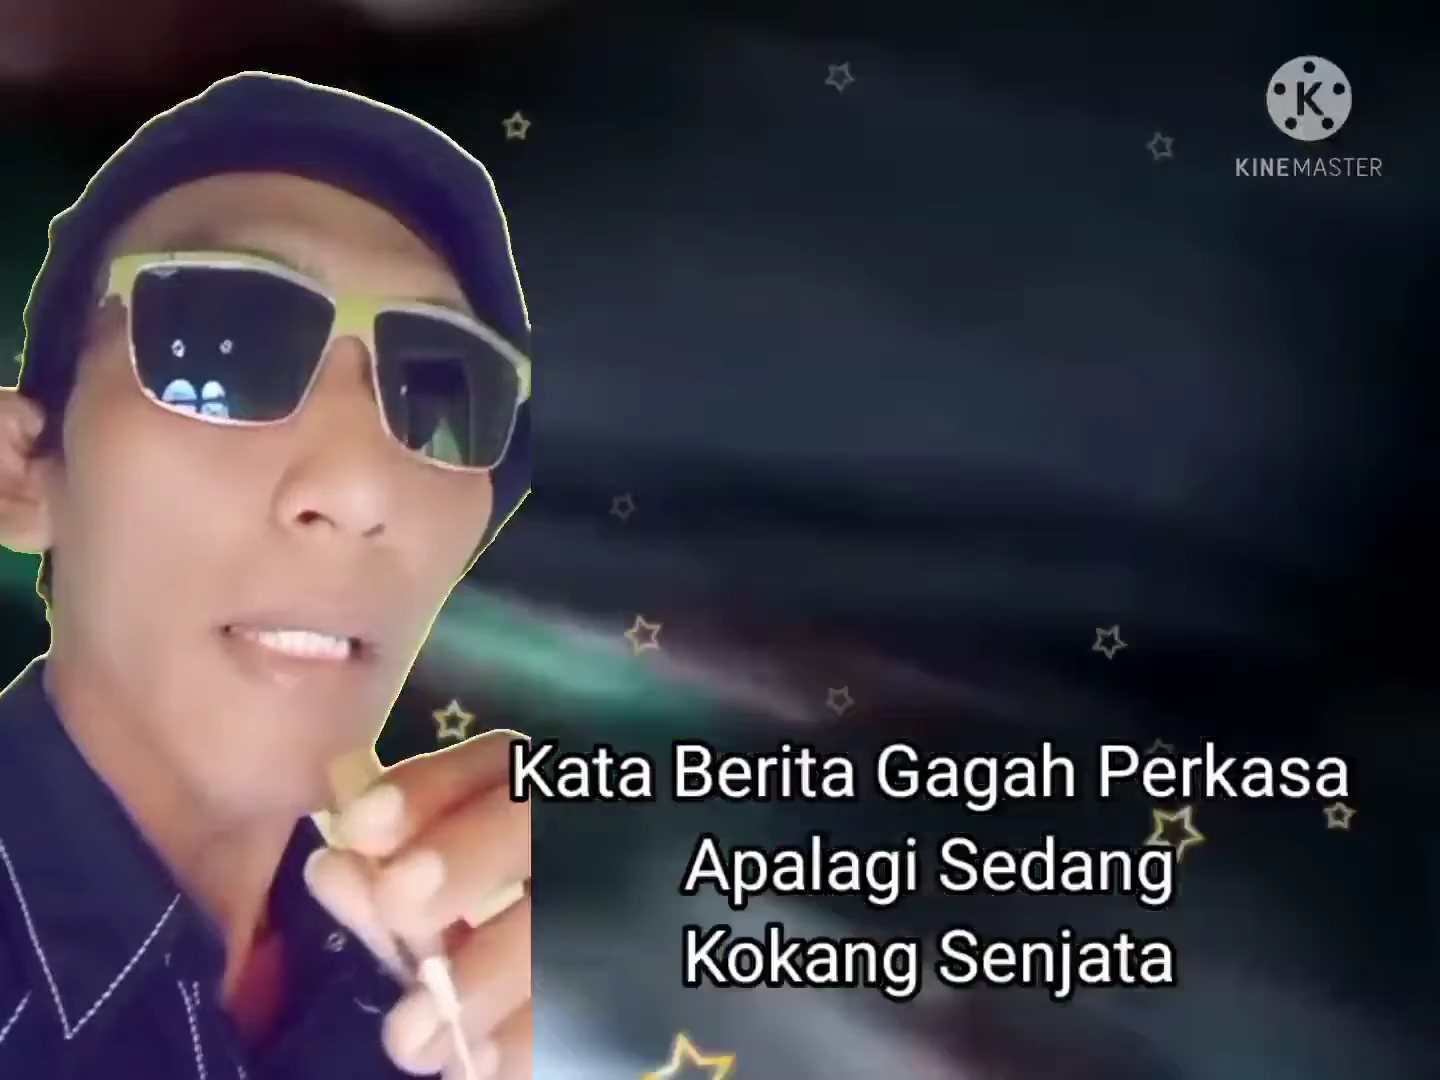 K
KINEMASTER
Kata Berita Gagah Perkasa
Apalagi Sedang
Kokang Senjata